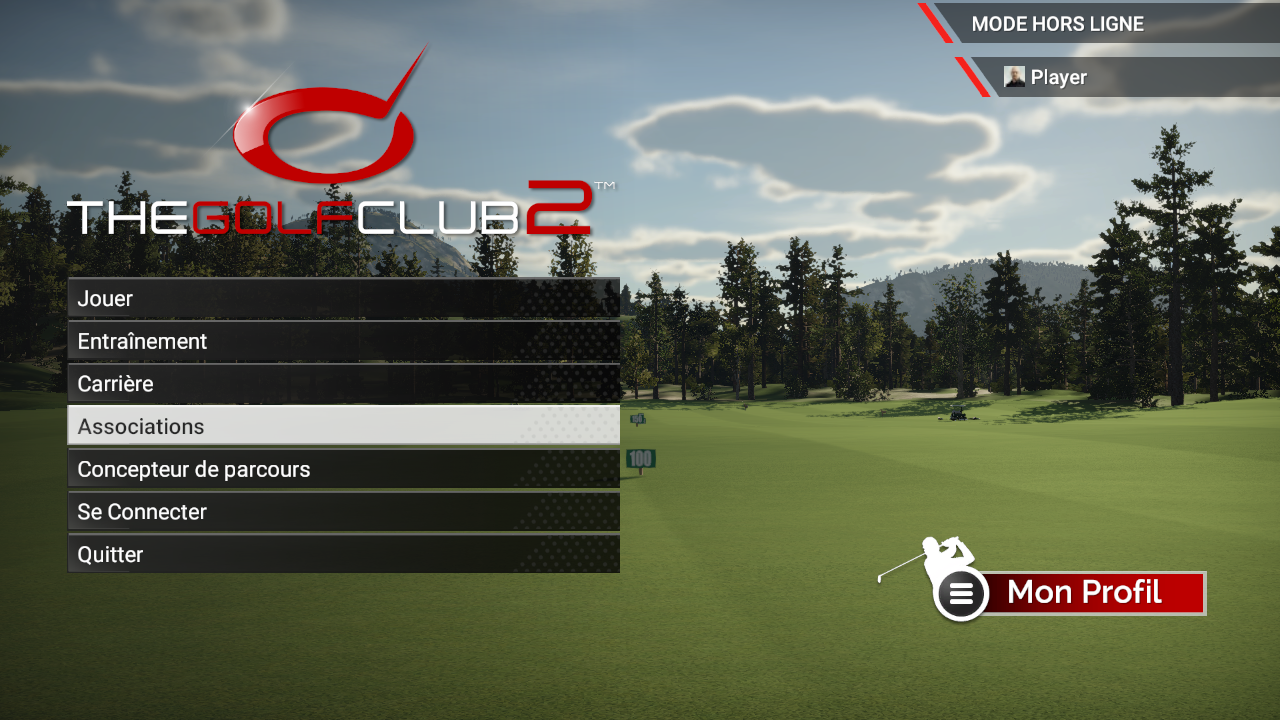 MODE HORS LIGNE
Player
THEGOLFCLUB2™
Jouer
Entraînement
Carrière
Associations
Concepteur de parcours
Se Connecter
Quitter
100
Mon Profil